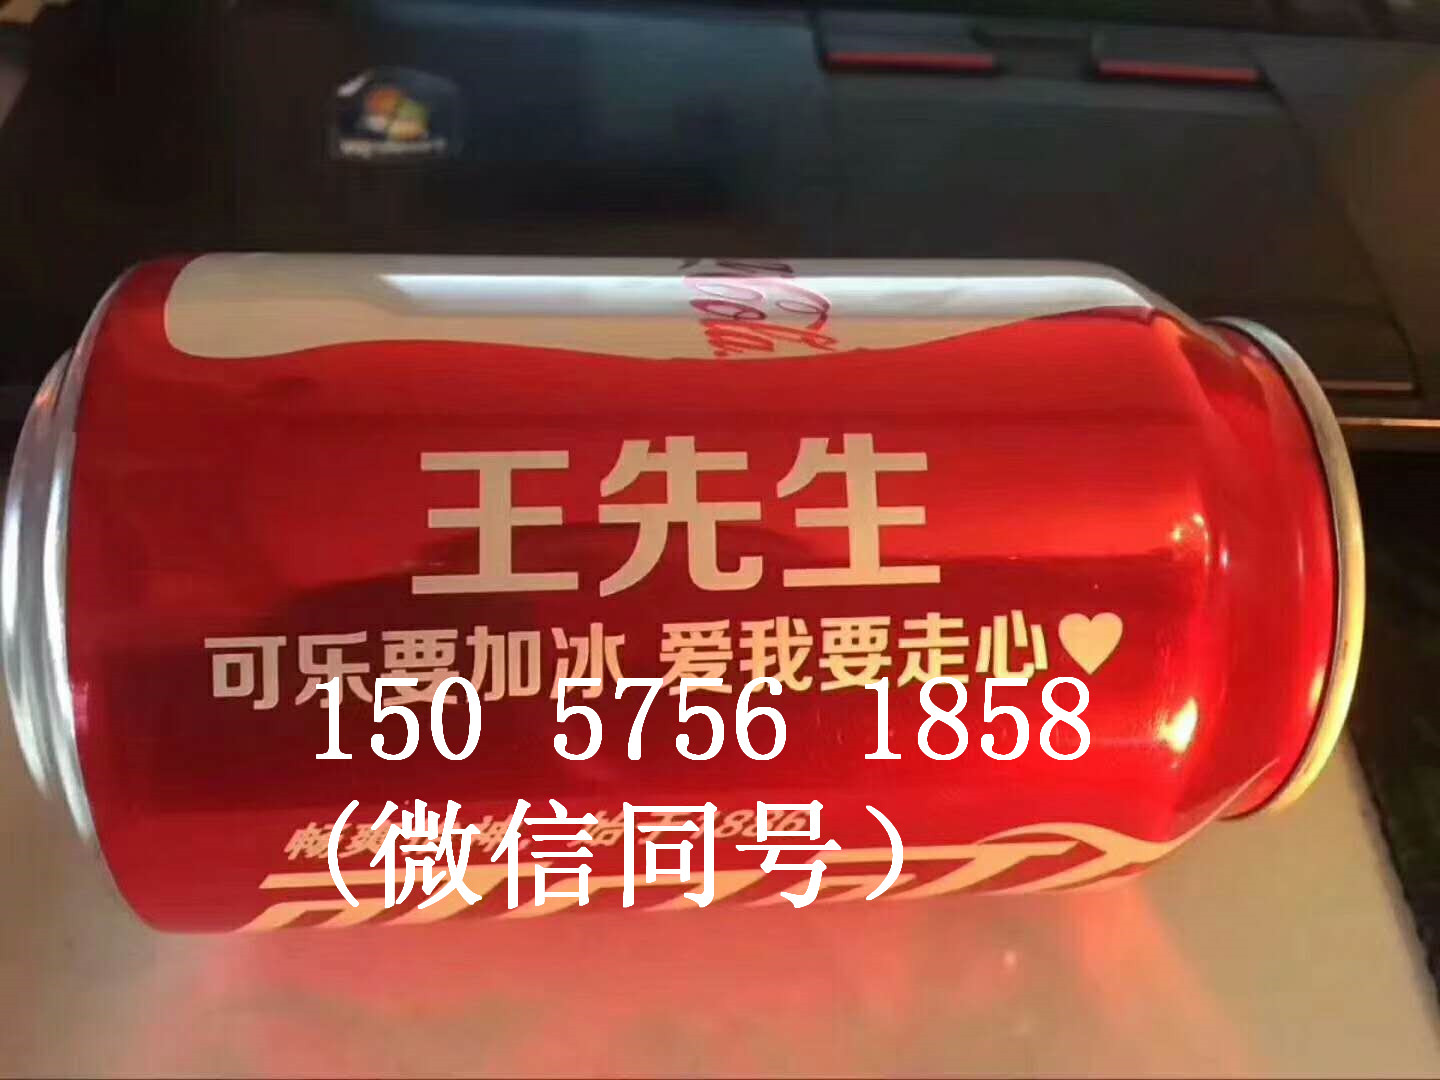 Cola
王先生
可乐要加冰 爱我要走心♥
150 5756 1858
(微信同号)